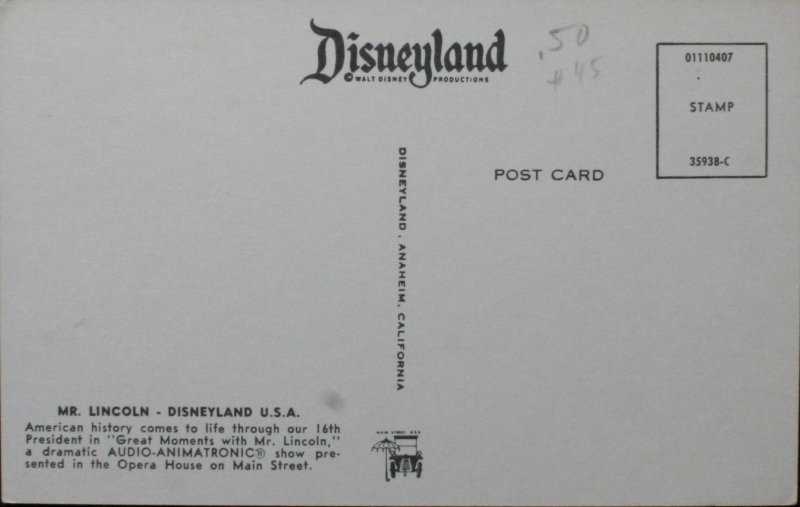 Disneyland
© WALT DISNEY PRODUCTIONS
.50
#45
01110407
STAMP
35938-C
POST CARD
DISNEYLAND, ANAHEIM, CALIFORNIA
MR. LINCOLN - DISNEYLAND U.S.A.
American history comes to life through our 16th
President in "Great Moments with Mr. Lincoln,"
a dramatic AUDIO-ANIMATRONIC® show pre-
sented in the Opera House on Main Street.
MAIN STREET U.S.A.